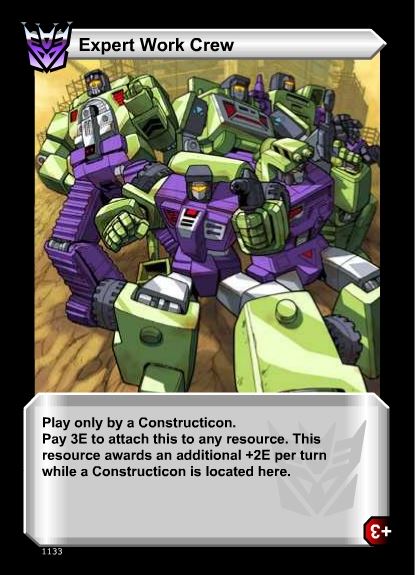 Expert Work Crew
Play only by a Constructicon.
Pay 3E to attach this to any resource. This
resource awards an additional +2E per turn
while a Constructicon is located here.
+3
1133